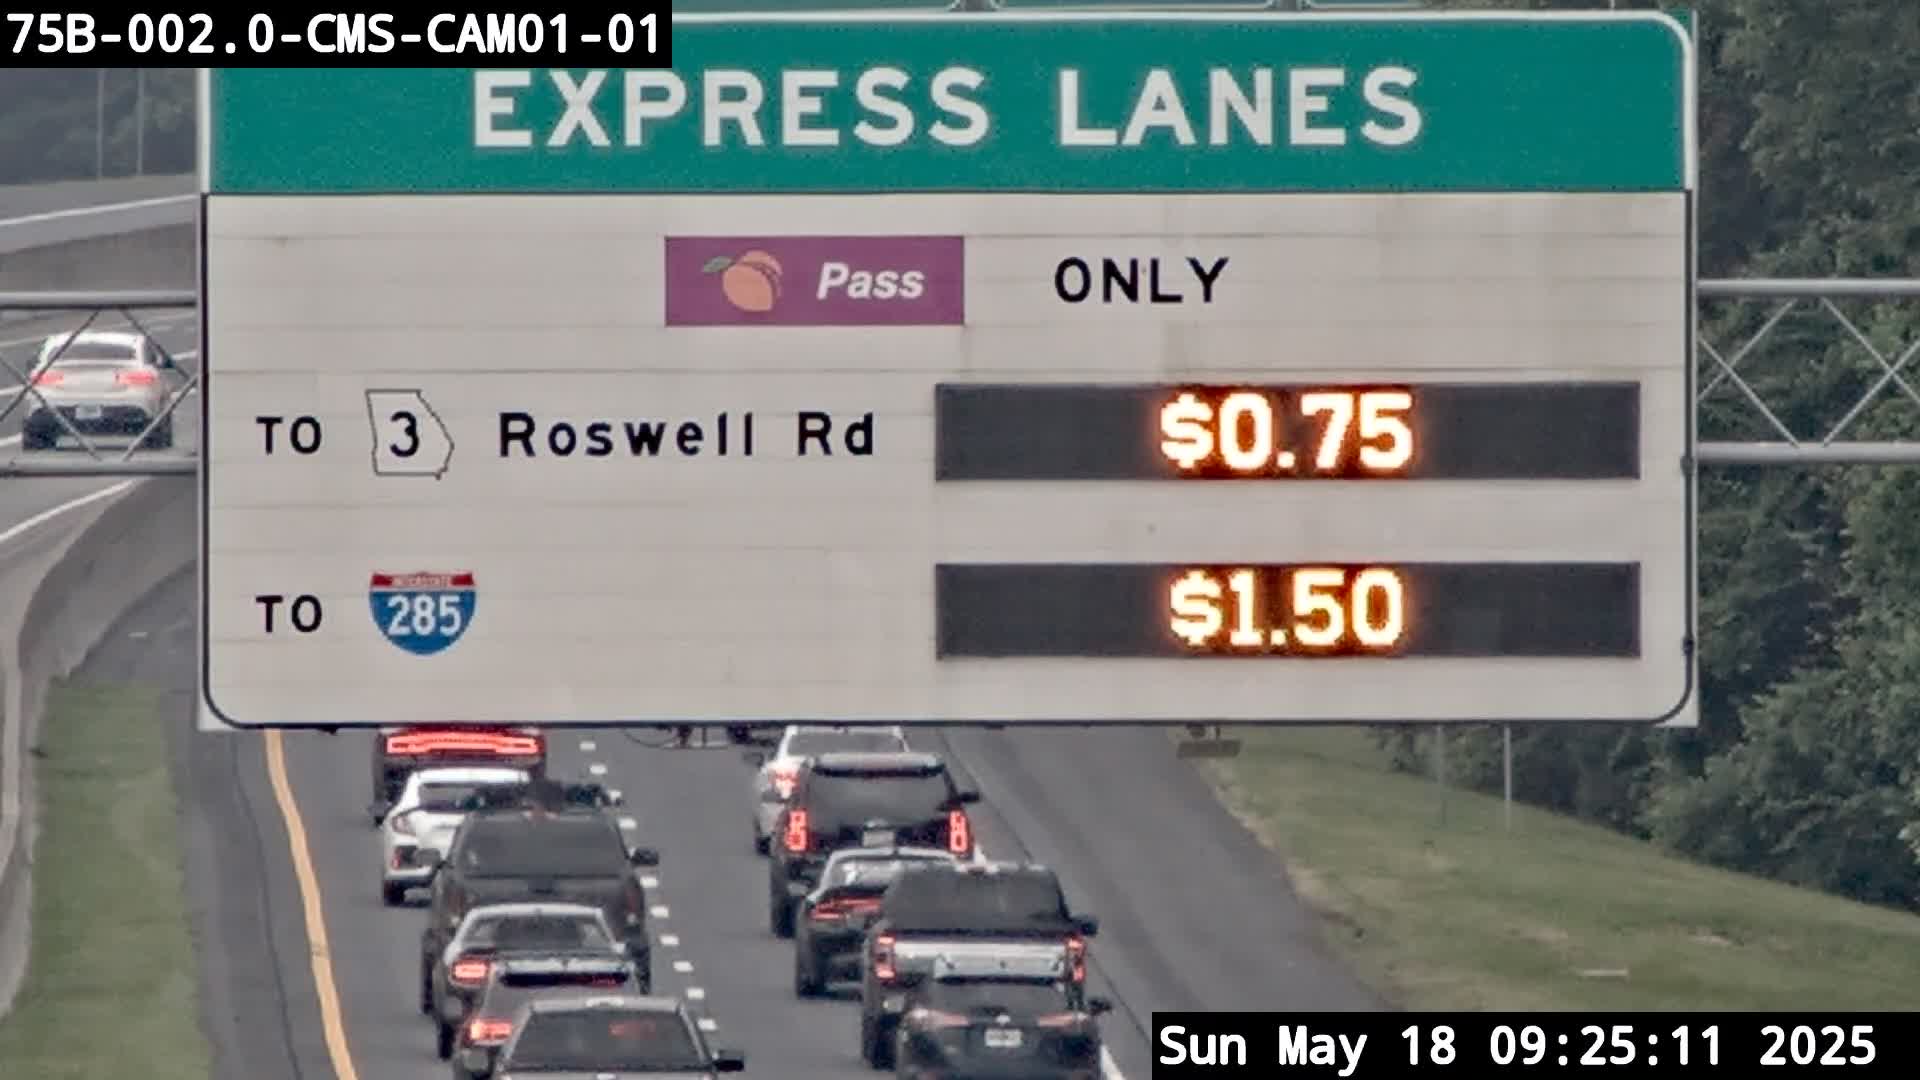 75B-002.0-CMS-CAM01-01
EXPRESS LANES
Pass ONLY
TO 3 Roswell Rd $0.75
INTERSTATE
TO 285 $1.50
Sun May 18 09:25:11 2025